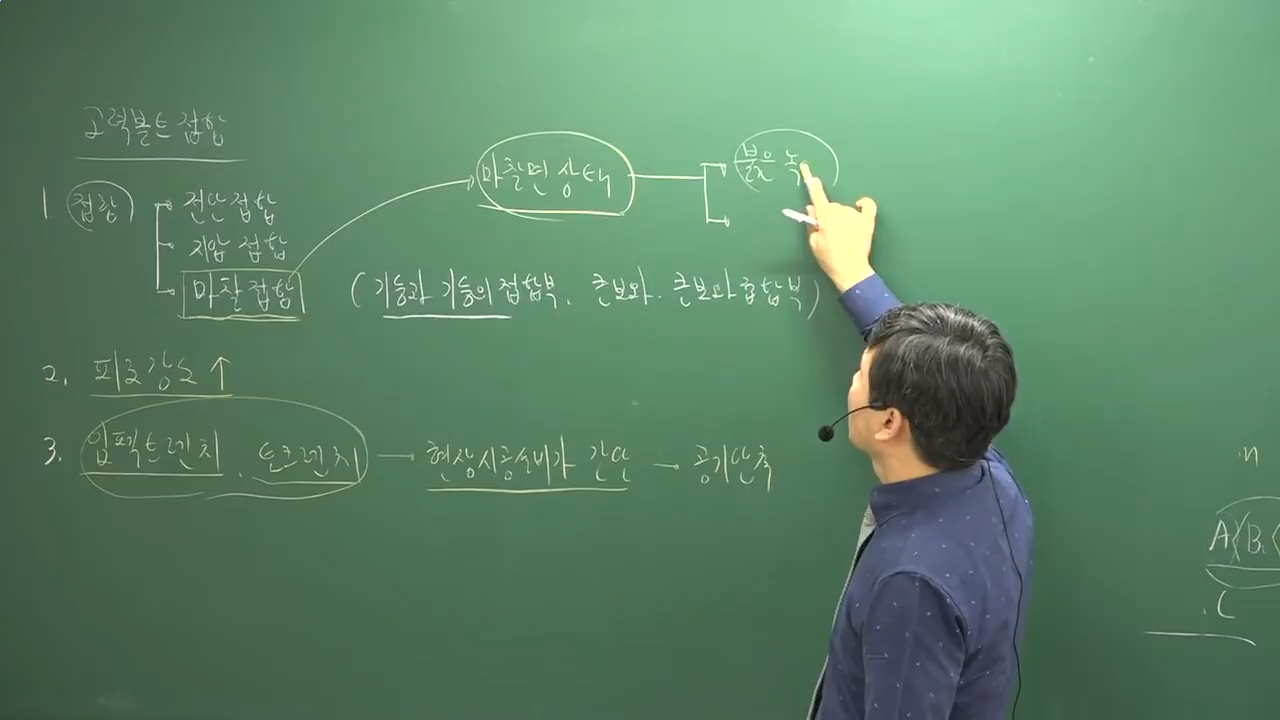 고력볼트접합
1. 접합
전단접합
지압 접합
마찰접합
마찰면 상태
붉은 녹
(기둥과 기둥의 접합부, 큰보와. 큰보와 접합부)
2. 피로강도 ↑
3. 임팩트렌치, 토크렌치 → 현장시공설비가 간단 → 공기단축
n
A B
C